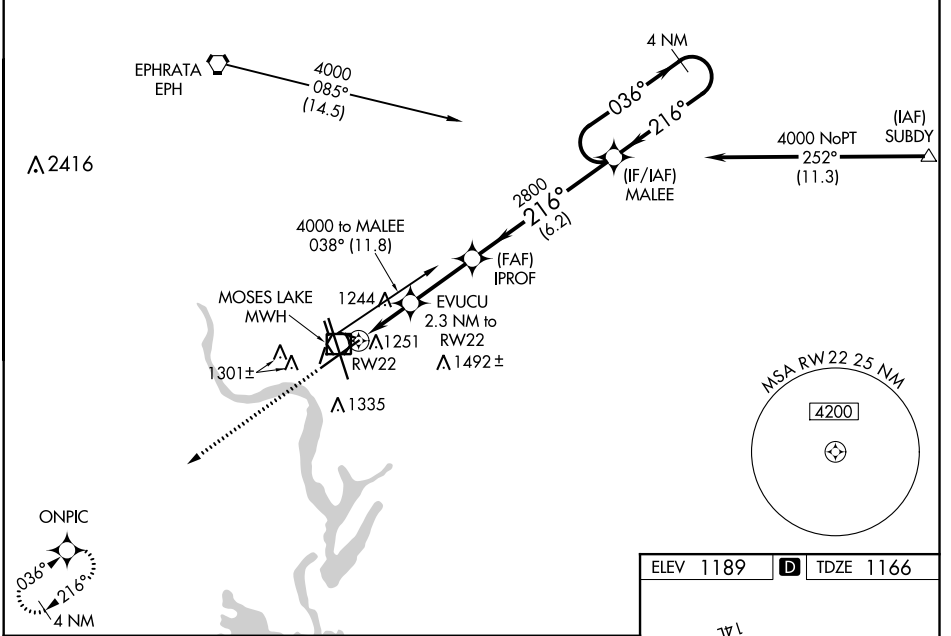 4 NM
EPHRATA
EPH
4000
085°
(14.5)
036°
216°
(IAF)
SUBDY
4000 NoPT
252°
(11.3)
2416
(IF/IAF)
MALEE
2800
216°
(6.2)
4000 to MALEE
038° (11.8)
(FAF)
IPROF
MOSES LAKE
MWH
1244
EVUCU
2.3 NM to
RW22
1251
RW22
1492±
1301±
1335
MSA RW 22 25 NM
4200
ONPIC
036°
216°
4 NM
ELEV 1189 D TDZE 1166
14L